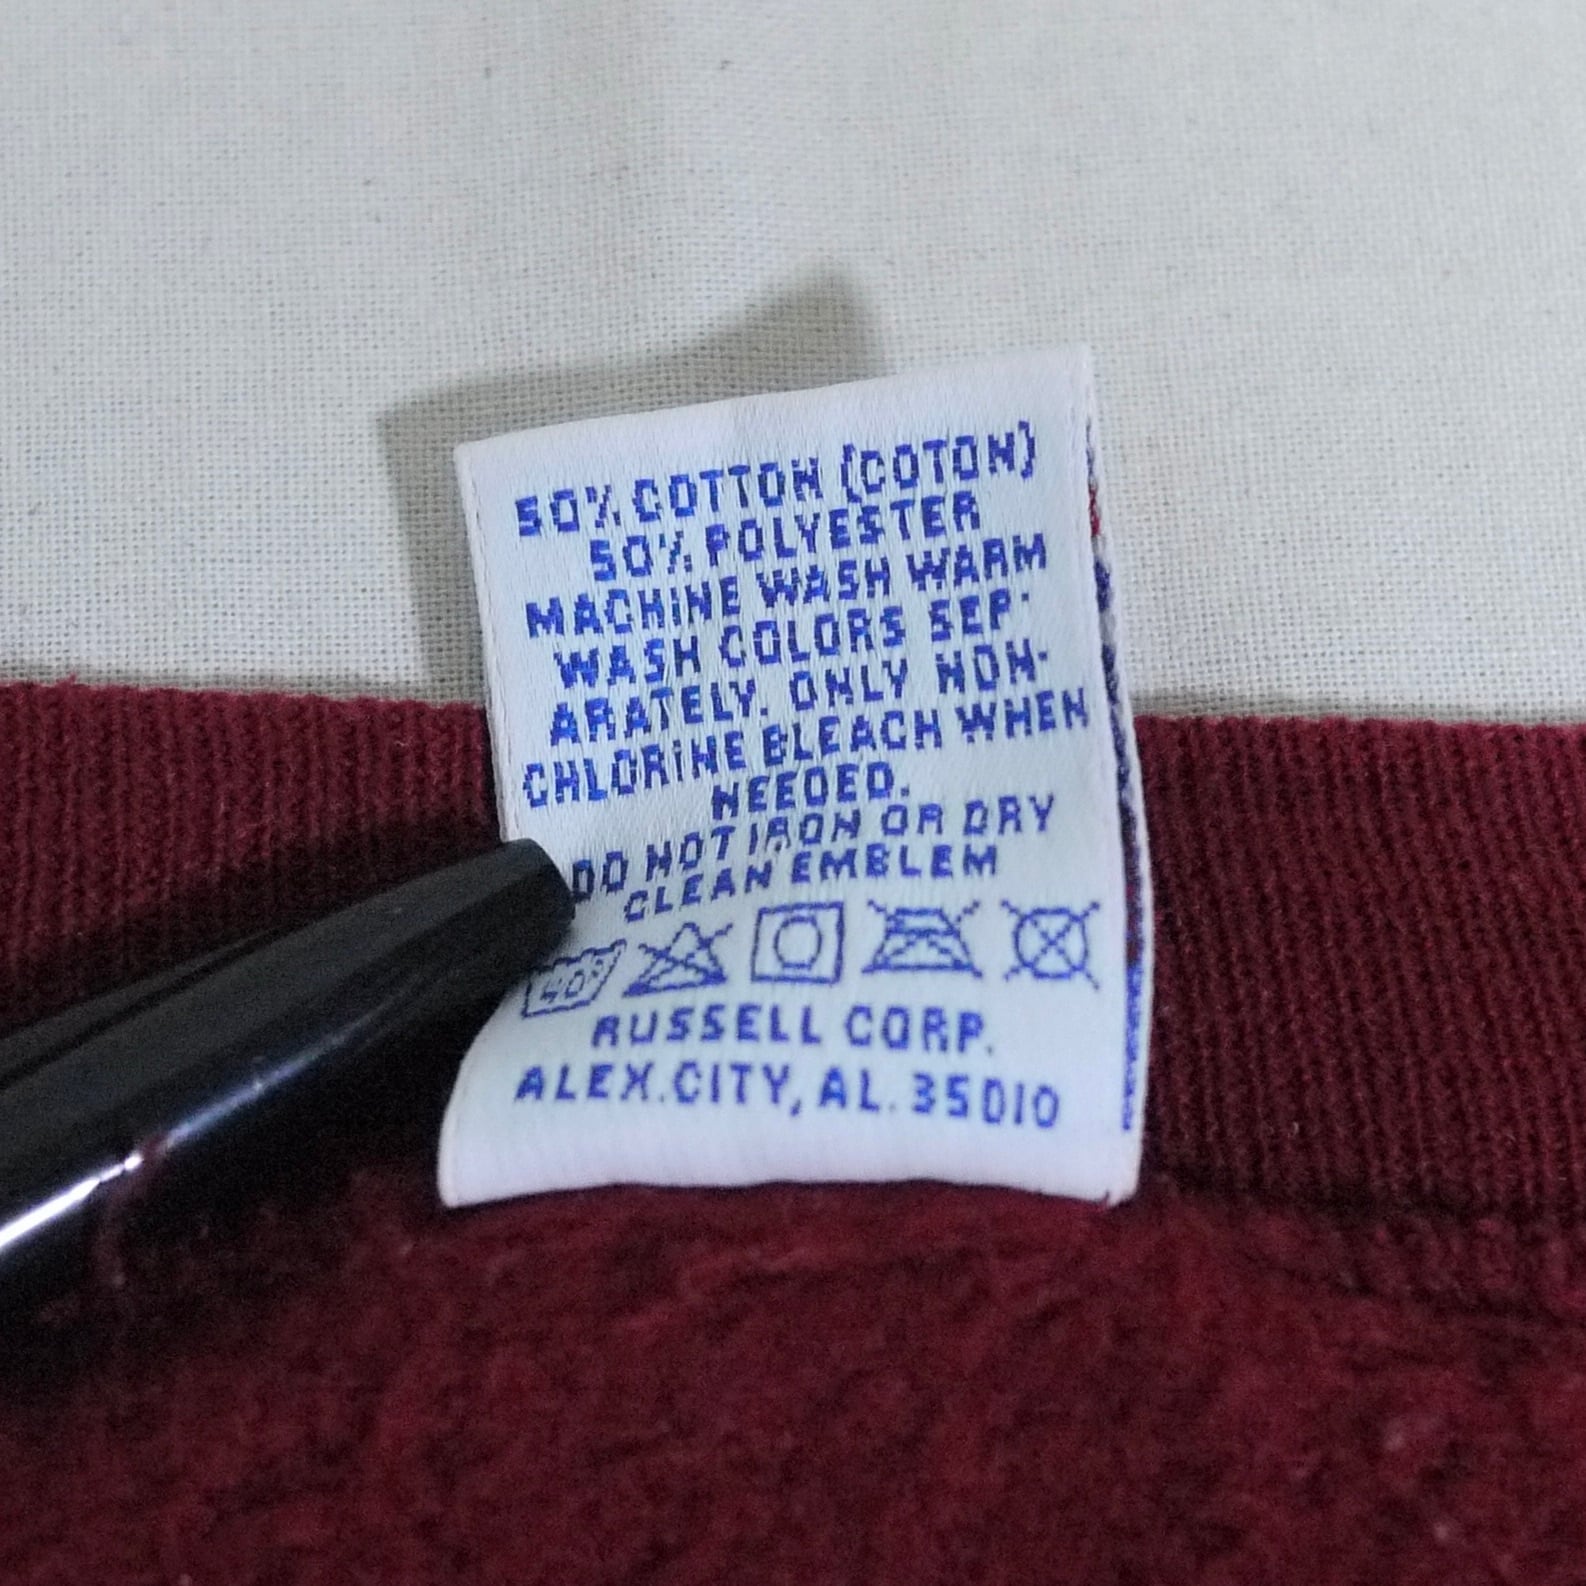 50% COTTON (COTON)
50% POLYESTER
MACHINE WASH WARM
WASH COLORS SEP-
ARATELY. ONLY NON-
CHLORINE BLEACH WHEN
NEEDED.
DO NOT IRON OR DRY
CLEAN EMBLEM
40°
RUSSELL CORP.
ALEX.CITY, AL. 35010